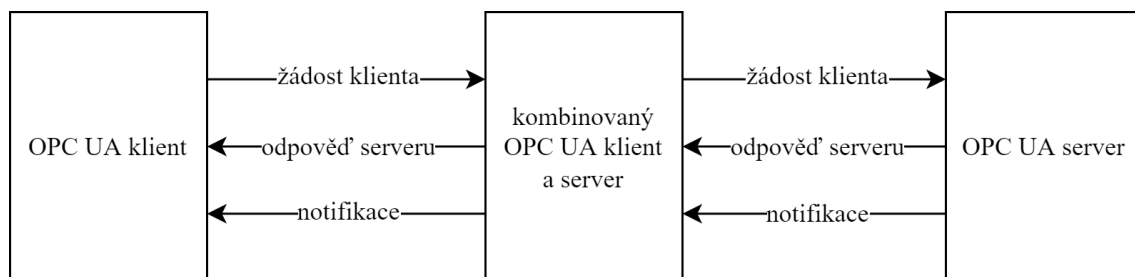 OPC UA klient
žádost klienta
odpověď serveru
notifikace
kombinovaný
OPC UA klient
a server
žádost klienta
odpověď serveru
notifikace
OPC UA server